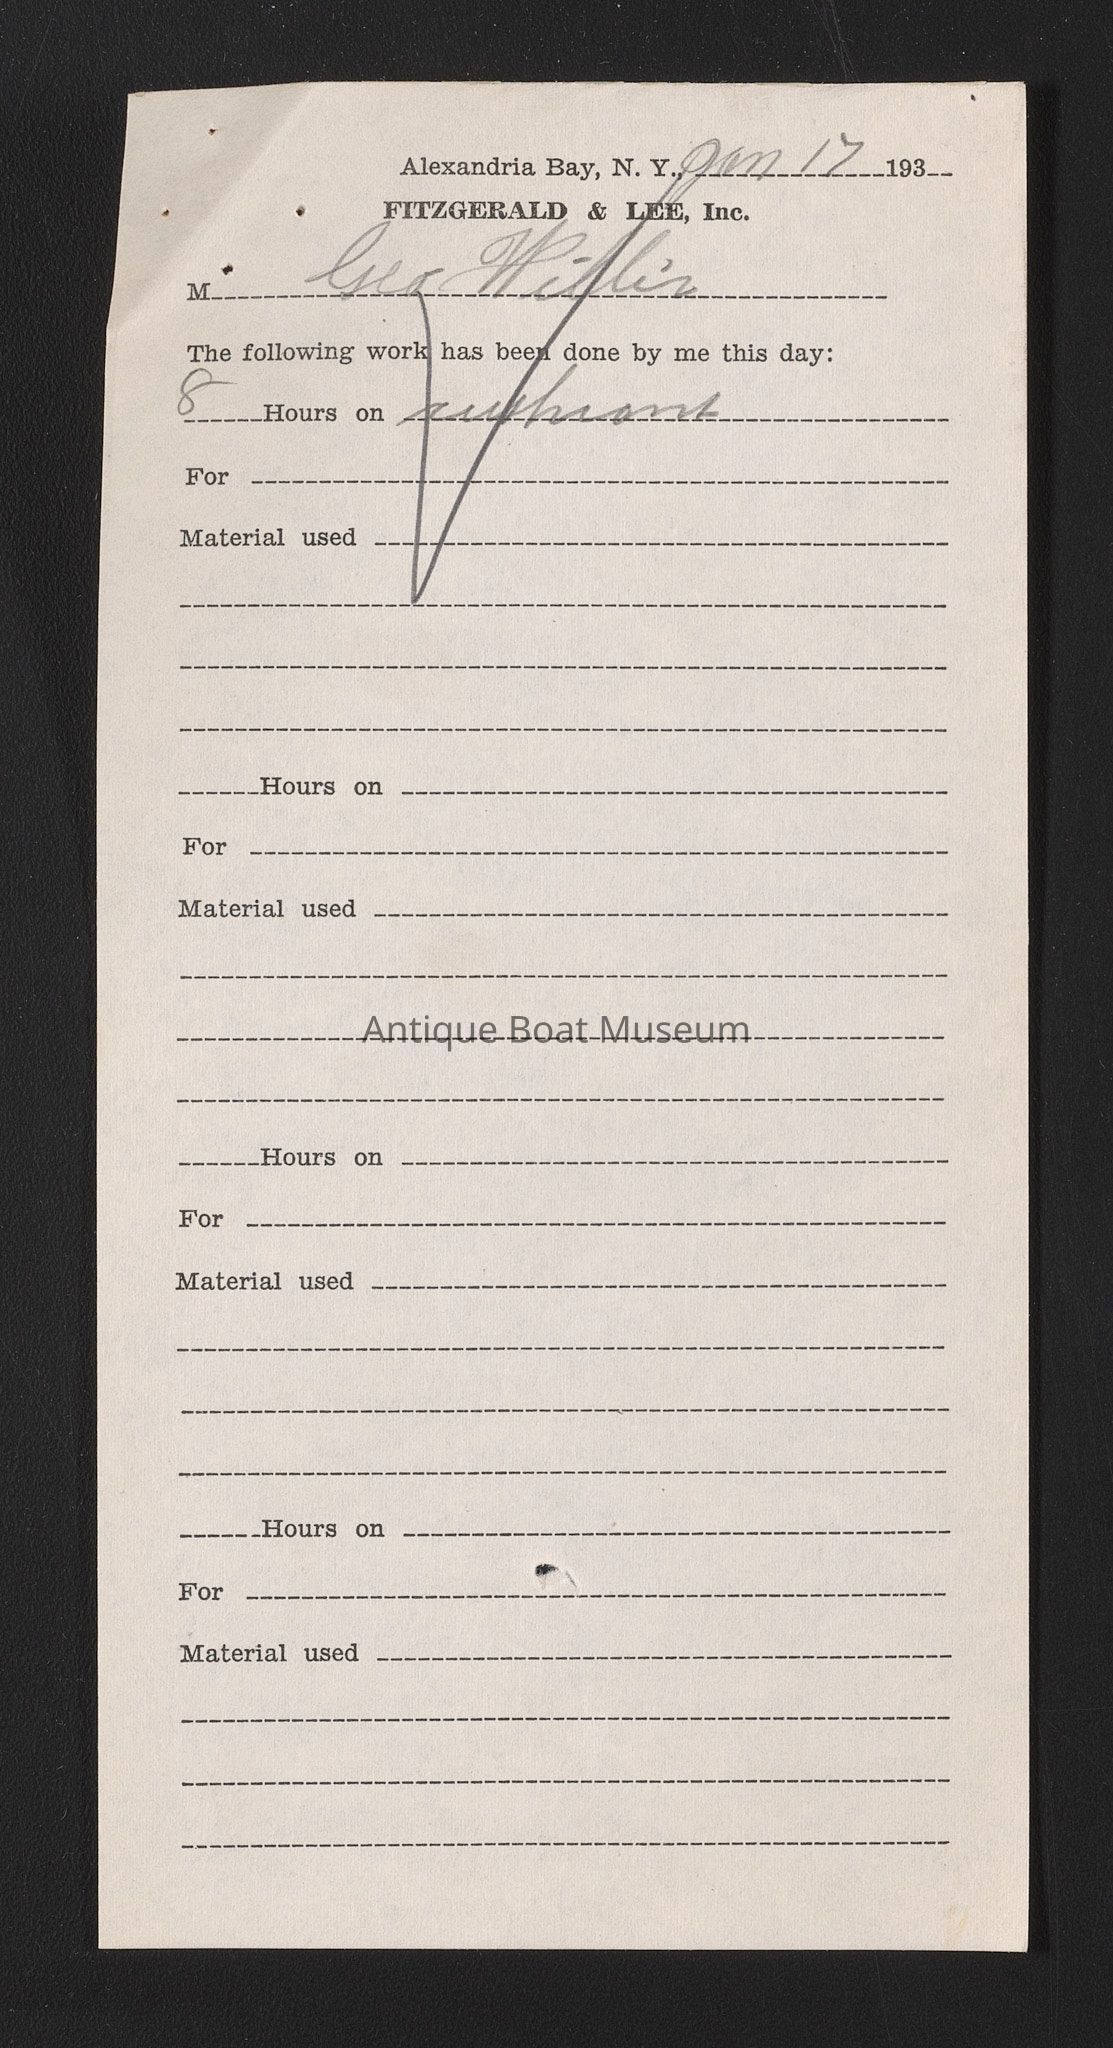 Alexandria Bay, N. Y., Jan 17 193
FITZGERALD & LEE, Inc.
M Geo
The following work has been done by me this day:
8 Hours on
For
Material used
Hours on
For
Material used
Antique Boat Museum
Hours on
For
Material used
Hours on
For
Material used